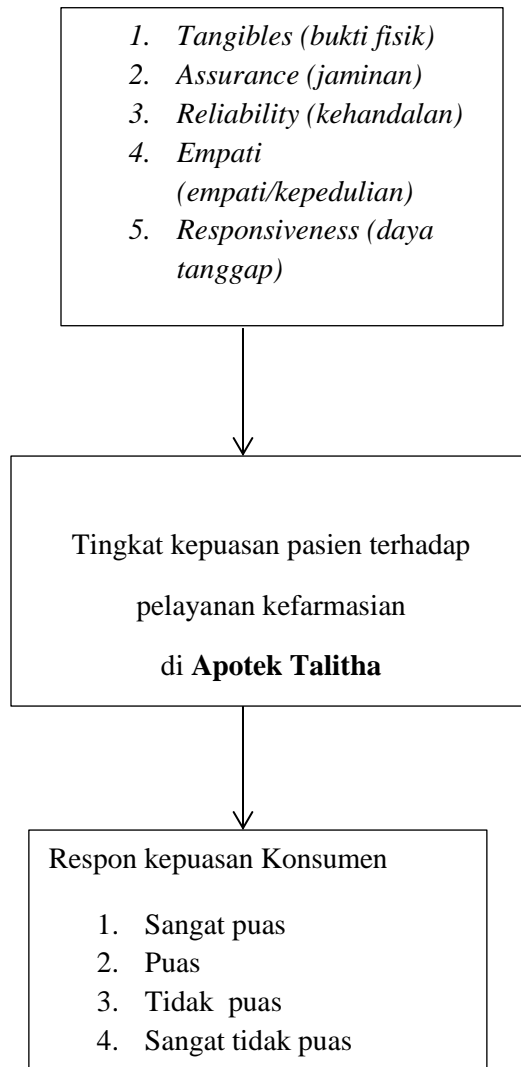 1. Tangibles (bukti fisik)
2. Assurance (jaminan)
3. Reliability (kehandalan)
4. Empati
(empati/kepedulian)
5. Responsiveness (daya
tanggap)
Tingkat kepuasan pasien terhadap
pelayanan kefarmasian
di Apotek Talitha
Respon kepuasan Konsumen
1. Sangat puas
2. Puas
3. Tidak puas
4. Sangat tidak puas